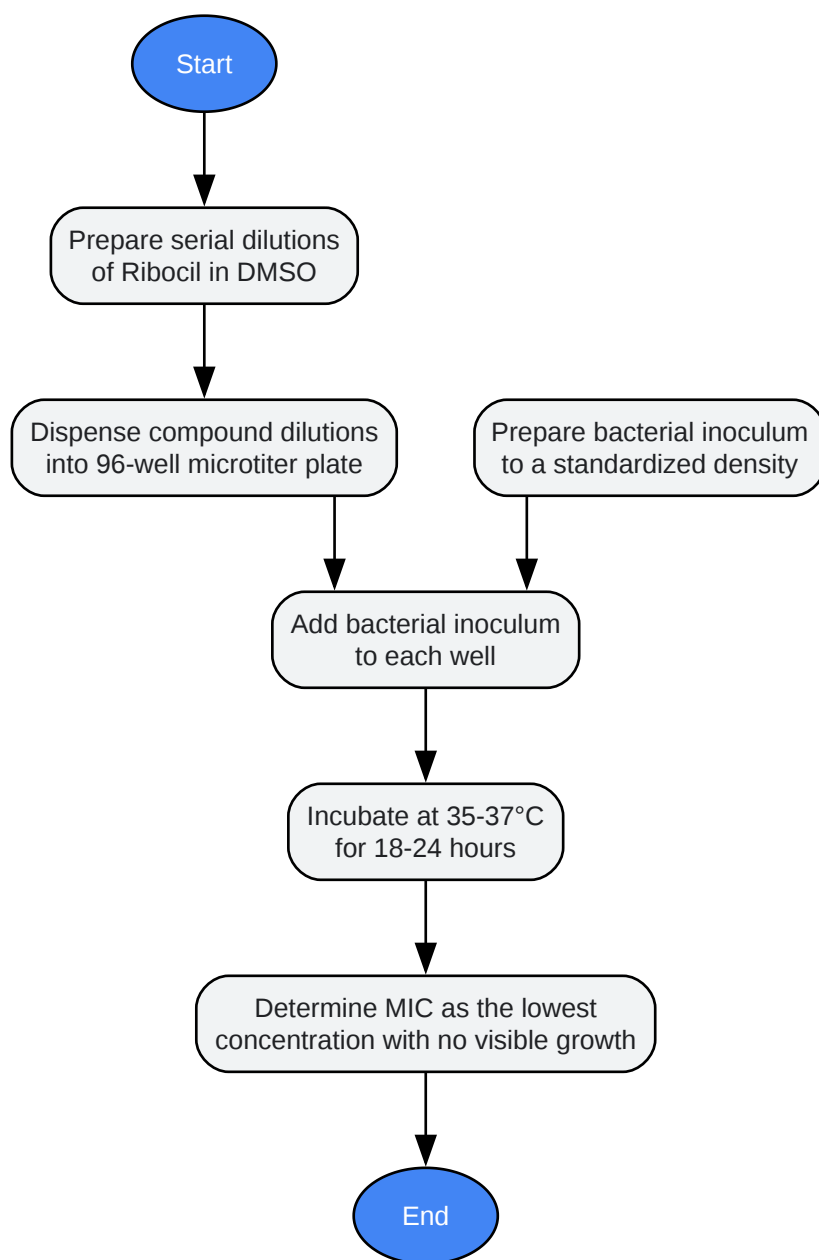 Start
Prepare serial dilutions
of Ribocil in DMSO
Dispense compound dilutions
into 96-well microtiter plate
Prepare bacterial inoculum
to a standardized density
Add bacterial inoculum
to each well
Incubate at 35-37°C
for 18-24 hours
Determine MIC as the lowest
concentration with no visible growth
End